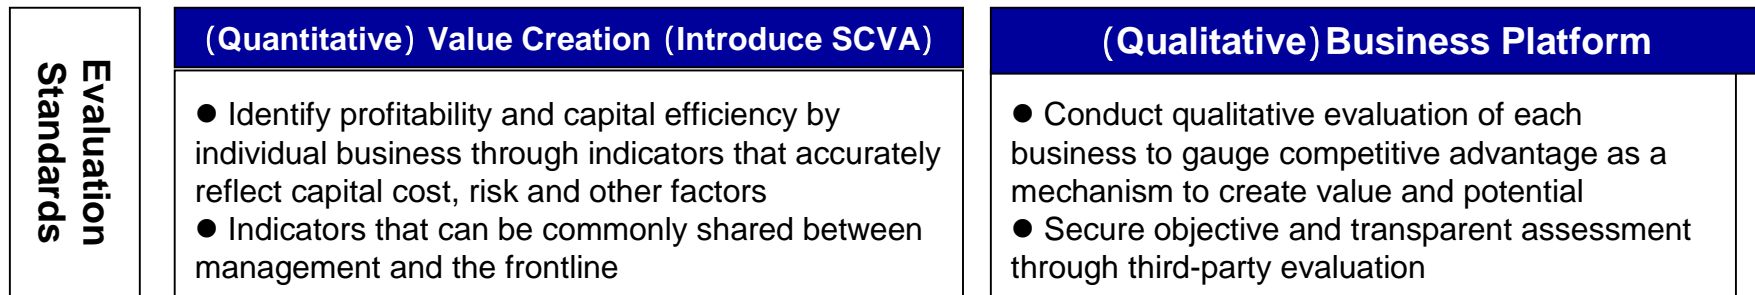 Evaluation
Standards
(Quantitative) Value Creation (Introduce SCVA)
● Identify profitability and capital efficiency by
individual business through indicators that accurately
reflect capital cost, risk and other factors
● Indicators that can be commonly shared between
management and the frontline
(Qualitative) Business Platform
● Conduct qualitative evaluation of each
business to gauge competitive advantage as a
mechanism to create value and potential
● Secure objective and transparent assessment
through third-party evaluation